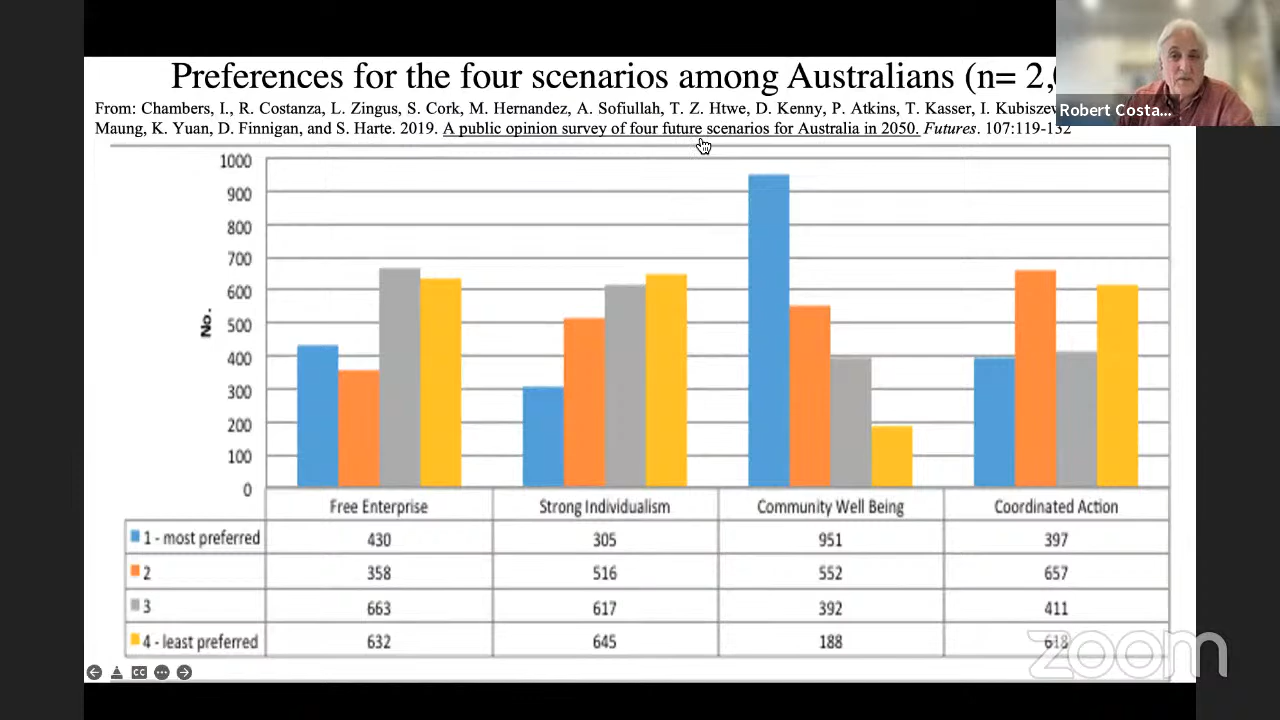 Preferences for the four scenarios among Australians (n= 2,
From: Chambers, I., R. Costanza, L. Zingus, S. Cork, M. Hernandez, A. Sofiullah, T. Z. Htwe, D. Kenny, P. Atkins, T. Kasser, I. Kubiszew
Robert Costa...
Maung, K. Yuan, D. Finnigan, and S. Harte. 2019. A public opinion survey of four future scenarios for Australia in 2050. Futures. 107:119-132
1000
900
800
700
600
500
400
300
200
100
0
No.
Free Enterprise Strong Individualism Community Well Being Coordinated Action
1 - most preferred 430 305 951 397
2 358 516 552 657
3 663 617 392 411
4 - least preferred 632 645 188 618
CC
zoom